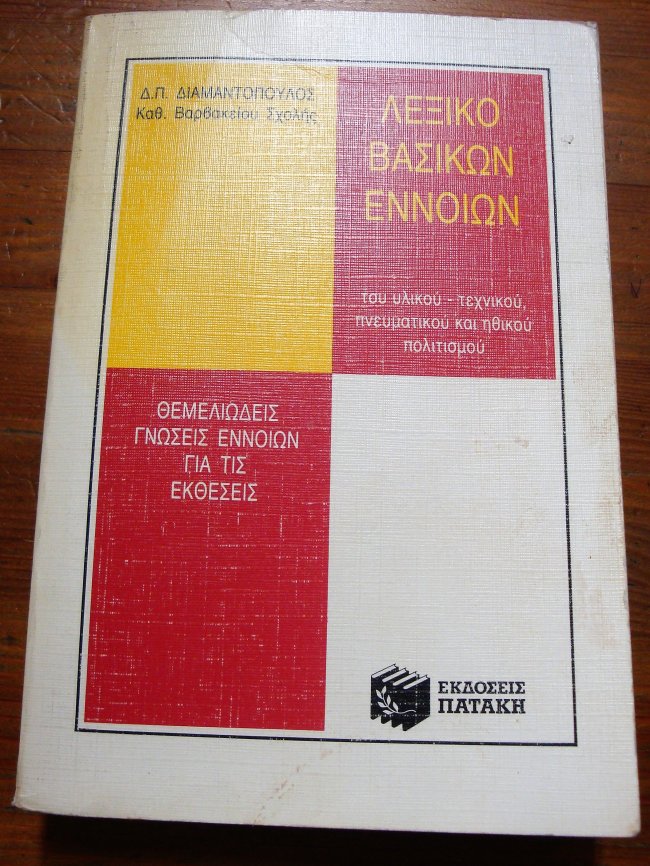 Δ.Π. ΔΙΑΜΑΝΤΟΠΟΥΛΟΣ
Καθ. Βαρβακείου Σχολής
ΛΕΞΙΚΟ
ΒΑΣΙΚΩΝ
ΕΝΝΟΙΩΝ
του υλικού - τεχνικού,
πνευματικού και ηθικού
πολιτισμού
ΘΕΜΕΛΙΩΔΕΙΣ
ΓΝΩΣΕΙΣ ΕΝΝΟΙΩΝ
ΓΙΑ ΤΙΣ
ΕΚΘΕΣΕΙΣ
ΕΚΔΟΣΕΙΣ
ΠΑΤΑΚΗ